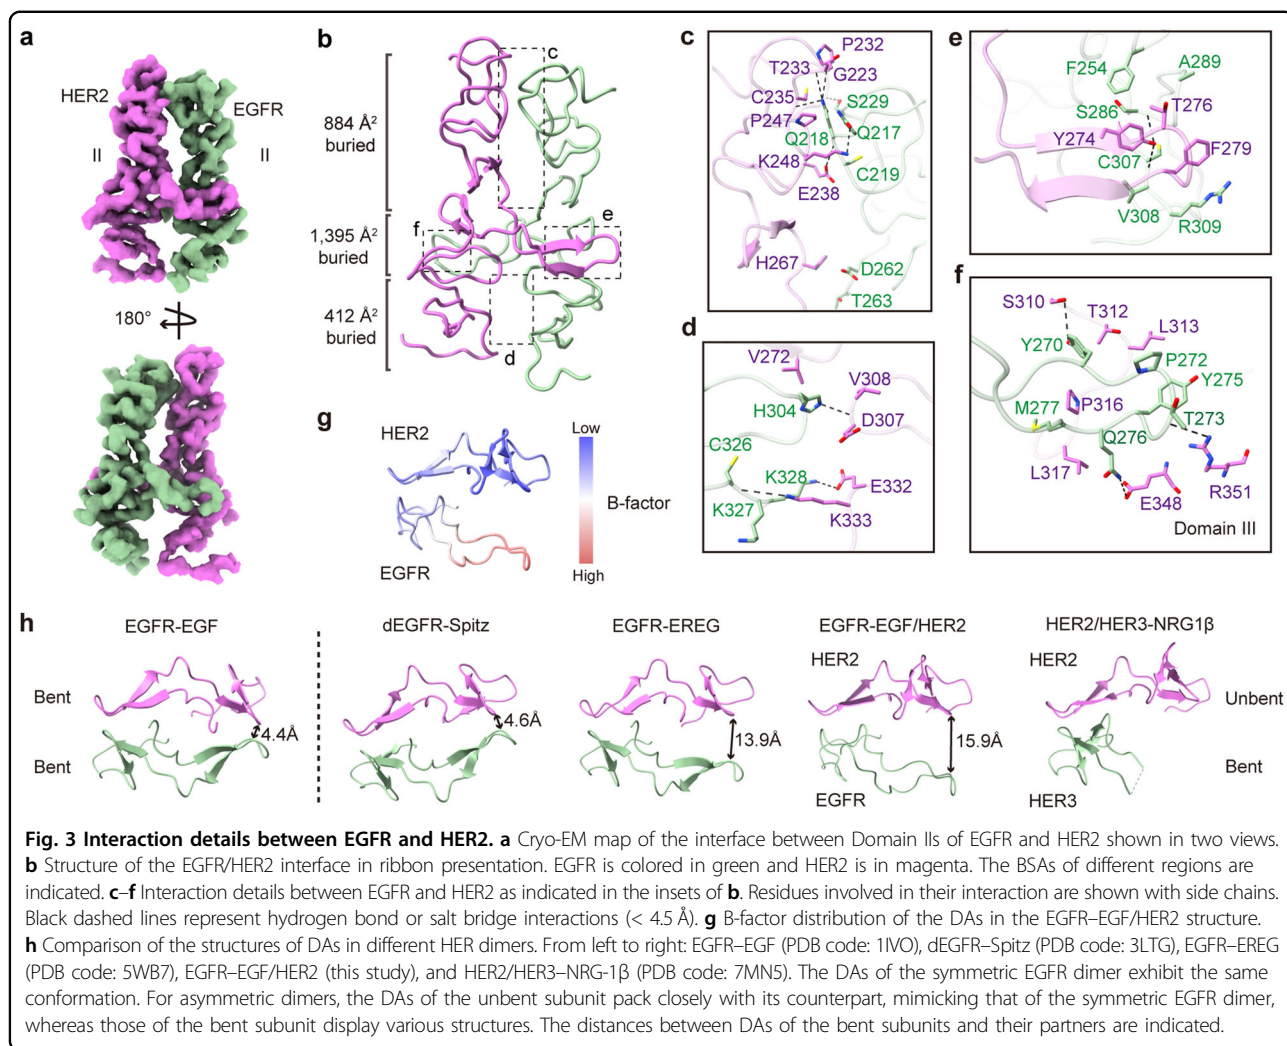 a
HER2
EGFR
II
II
180°
b
884 Å²
buried
1,395 Å²
buried
412 Å²
buried
c
e
f
d
c
P232
T233
G223
C235
S229
P247
Q218
Q217
K248
C219
E238
H267
D262
T263
d
V272
V308
H304
D307
C326
K328
E332
K327
K333
e
F254
A289
S286
T276
Y274
F279
C307
V308
R309
f
S310
T312
L313
Y270
P272
Y275
M277
P316
T273
Q276
L317
E348
R351
Domain III
g
HER2
EGFR
Low
B-factor
High
h
EGFR-EGF
dEGFR-Spitz
EGFR-EREG
EGFR-EGF/HER2
HER2/HER3-NRG1β
HER2
HER2
Bent
Unbent
4.4Å
4.6Å
13.9Å
15.9Å
Bent
Bent
EGFR
HER3
Fig. 3 Interaction details between EGFR and HER2. a Cryo-EM map of the interface between Domain IIs of EGFR and HER2 shown in two views.
b Structure of the EGFR/HER2 interface in ribbon presentation. EGFR is colored in green and HER2 is in magenta. The BSAs of different regions are
indicated. c–f Interaction details between EGFR and HER2 as indicated in the insets of b. Residues involved in their interaction are shown with side chains.
Black dashed lines represent hydrogen bond or salt bridge interactions (< 4.5 Å). g B-factor distribution of the DAs in the EGFR–EGF/HER2 structure.
h Comparison of the structures of DAs in different HER dimers. From left to right: EGFR–EGF (PDB code: 1IVO), dEGFR–Spitz (PDB code: 3LTG), EGFR–EREG
(PDB code: 5WB7), EGFR–EGF/HER2 (this study), and HER2/HER3–NRG-1β (PDB code: 7MN5). The DAs of the symmetric EGFR dimer exhibit the same
conformation. For asymmetric dimers, the DAs of the unbent subunit pack closely with its counterpart, mimicking that of the symmetric EGFR dimer,
whereas those of the bent subunit display various structures. The distances between DAs of the bent subunits and their partners are indicated.